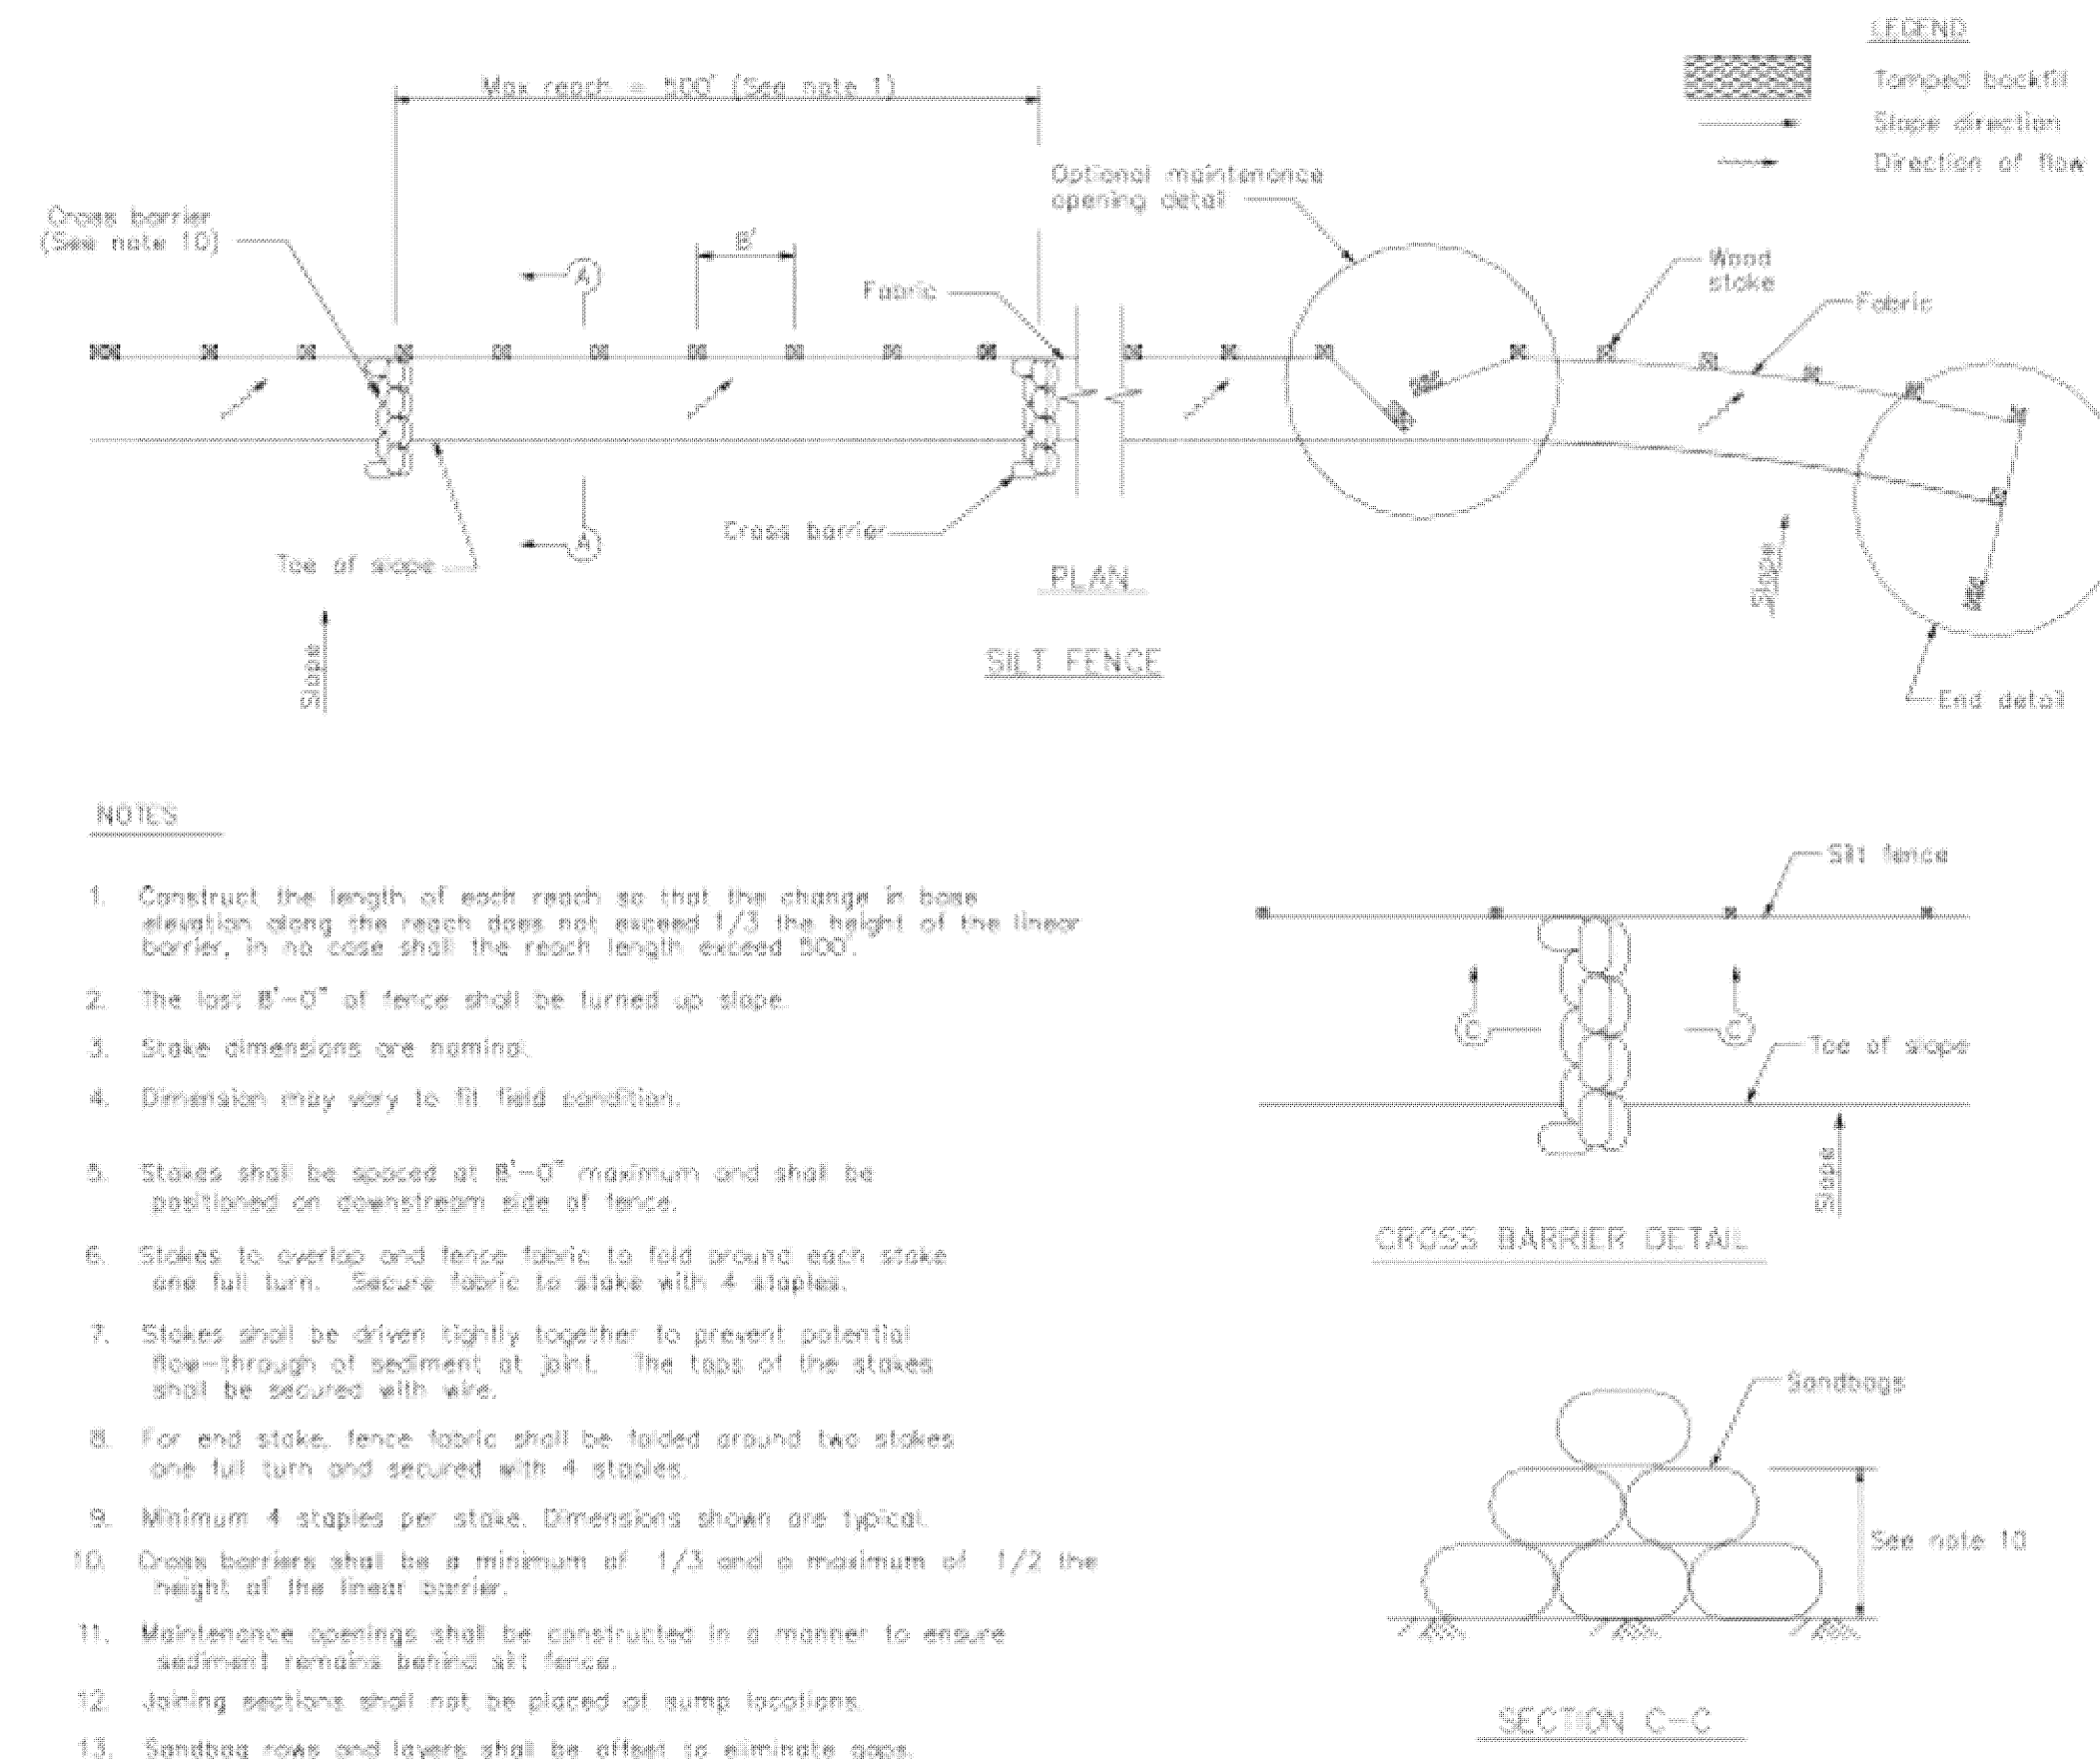 LEGEND
Tamped backfill
Slope direction
Direction of flow
Max reach = 500' (See note 1)
Optional maintenance
opening detail
Cross barrier
(See note 10)
8'
A
Fabric
Wood
stake
Fabric
Cross barrier
A
Toe of slope
PLAN
Slope
Slope
SILT FENCE
End detail
NOTES
1. Construct the length of each reach so that the change in base
elevation along the reach does not exceed 1/3 the height of the linear
barrier, in no case shall the reach length exceed 500'.
2. The last 8'-0" of fence shall be turned up slope.
3. Stake dimensions are nominal.
4. Dimension may vary to fit field condition.
5. Stakes shall be spaced at 8'-0" maximum and shall be
positioned on downstream side of fence.
6. Stakes to overlap and fence fabric to fold around each stake
one full turn. Secure fabric to stake with 4 staples.
7. Stakes shall be driven tightly together to prevent potential
flow-through of sediment at joint. The tops of the stakes
shall be secured with wire.
8. For end stake, fence fabric shall be folded around two stakes
one full turn and secured with 4 staples.
9. Minimum 4 staples per stake. Dimensions shown are typical.
10. Cross barriers shall be a minimum of 1/3 and a maximum of 1/2 the
height of the linear barrier.
11. Maintenance openings shall be constructed in a manner to ensure
sediment remains behind silt fence.
12. Joining sections shall not be placed at sump locations.
13. Sandbag rows and layers shall be offset to eliminate gaps.
Silt fence
C
C
Toe of slope
Slope
CROSS BARRIER DETAIL
Sandbags
See note 10
SECTION C-C